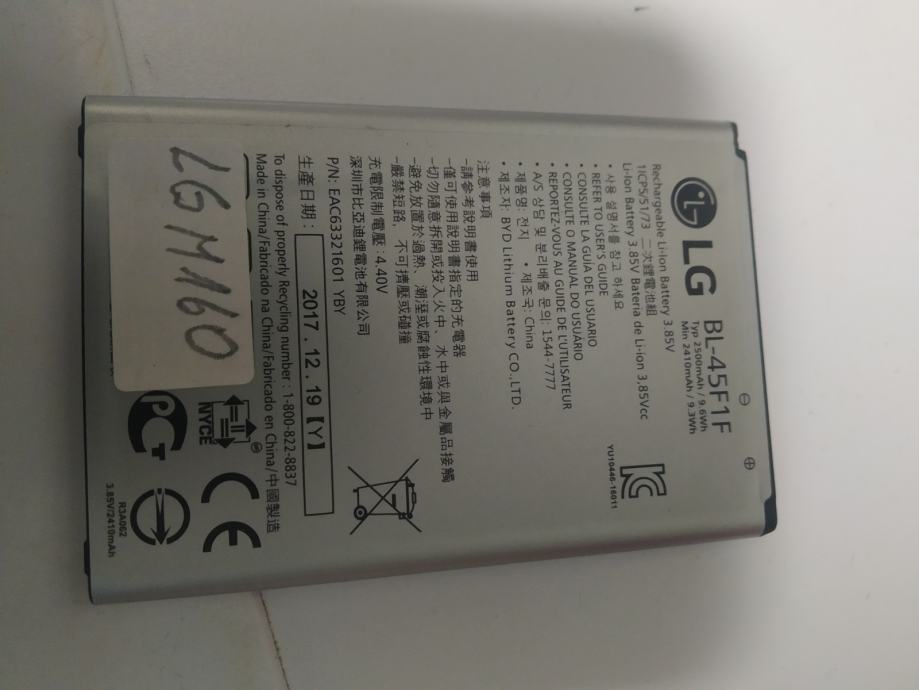 LG
BL-45F1F
Typ 2500mAh / 9.6Wh
Min 2410mAh / 9.3Wh
Rechargeable Li-Ion Battery 3.85V
1ICP5/51/73 二次鋰電池組
Li-Ion Battery 3.85V Bateria de Li-ion 3,85Vcc
• 사용 설명서를 참고 하세요
• REFER TO USER'S GUIDE
• CONSULTE LA GUÍA DEL USUARIO
• CONSULTE O MANUAL DO USUÁRIO
• REPORTEZ-VOUS AU GUIDE DE L'UTILISATEUR
• A/S 상담 및 분리배출 문의: 1544-7777
• 제품명: 전지 • 제조국: China
• 제조자: BYD Lithium Battery CO.,LTD.
YU10446-16011
注意事項
-請參考說明書使用
-僅可使用說明書指定的充電器
-切勿隨意拆開或投入火中、水中或與金屬品接觸
-避免放置於過熱、潮溼或腐蝕性環境中
-嚴禁短路，不可擠壓或碰撞
充電限制電壓：4.40V
深圳市比亞迪鋰電池有限公司
P/N: EAC63321601 YBY
生產日期：
2017.12.19【Y】
To dispose of properly Recycling number : 1-800-822-8837
Made in China/Fabricado na China/Fabricado en China/中國製造
LG M160
NYCE
CE
PCT
R3A062
3.85V/2410mAh